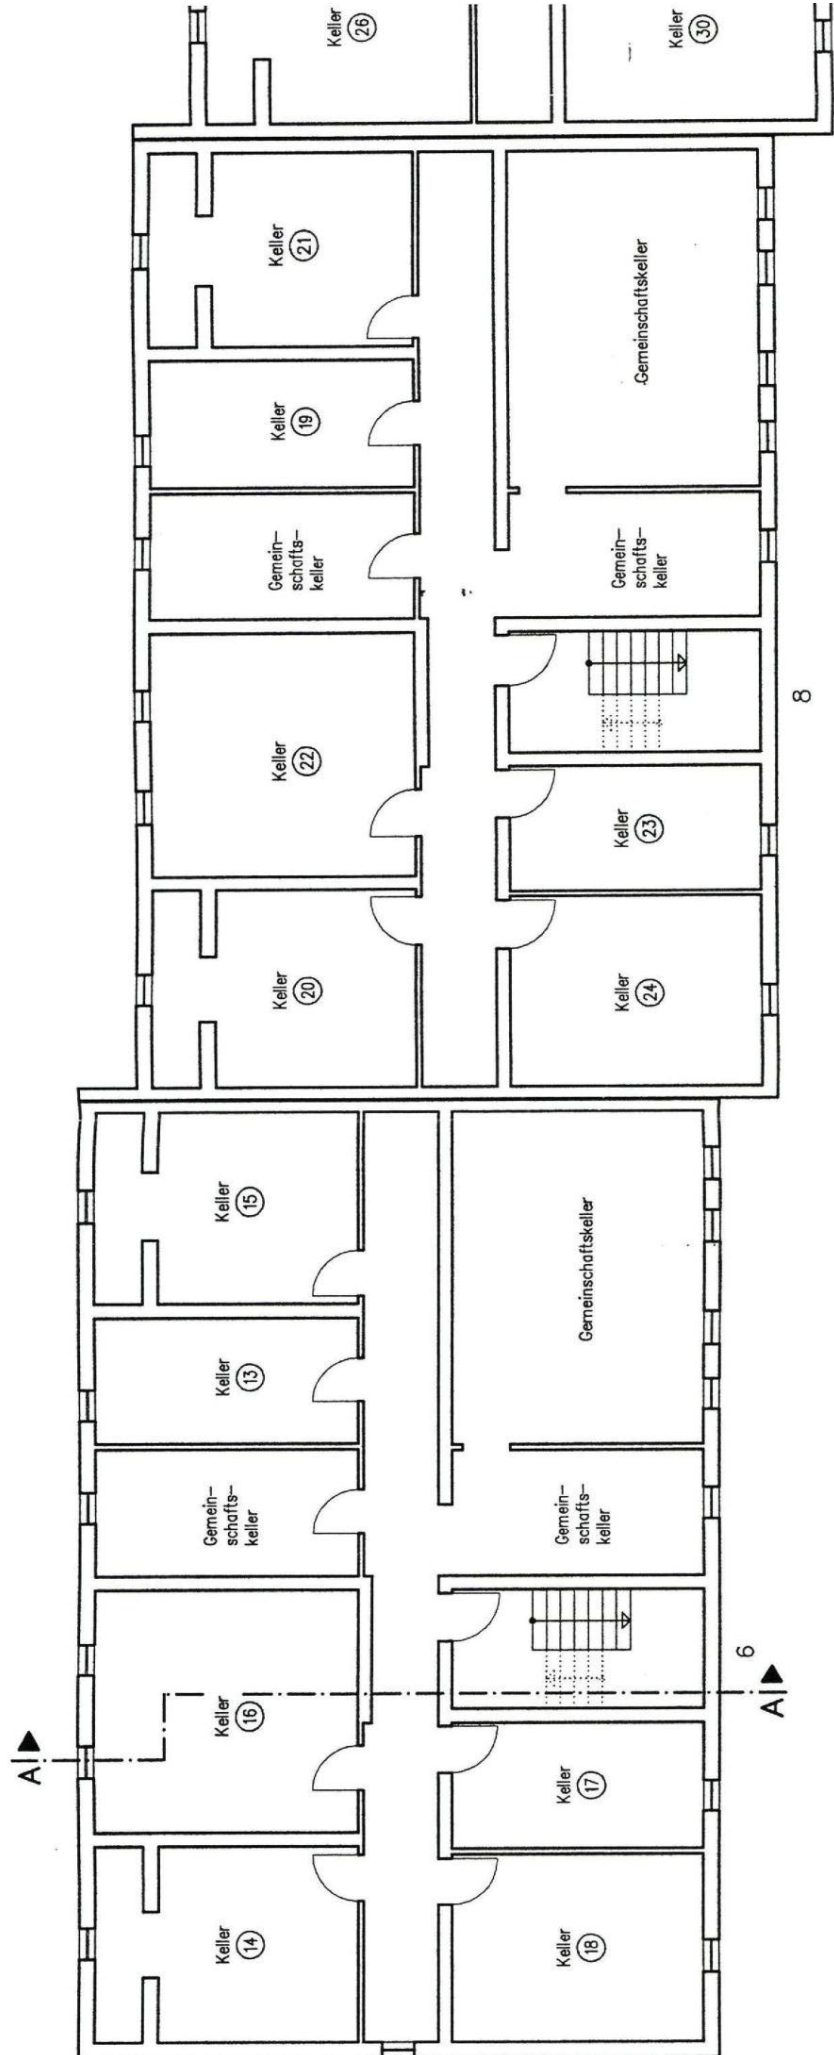 Keller
26
Keller
30
Keller
21
Keller
19
Gemein-
schafts-
keller
Gemeinschaftskeller
Gemein-
schafts-
keller
Keller
22
Keller
20
Keller
23
Keller
24
8
Keller
15
Keller
13
Gemein-
schafts-
keller
Gemeinschaftskeller
Gemein-
schafts-
keller
Keller
16
Keller
14
Keller
17
Keller
18
6
A
A